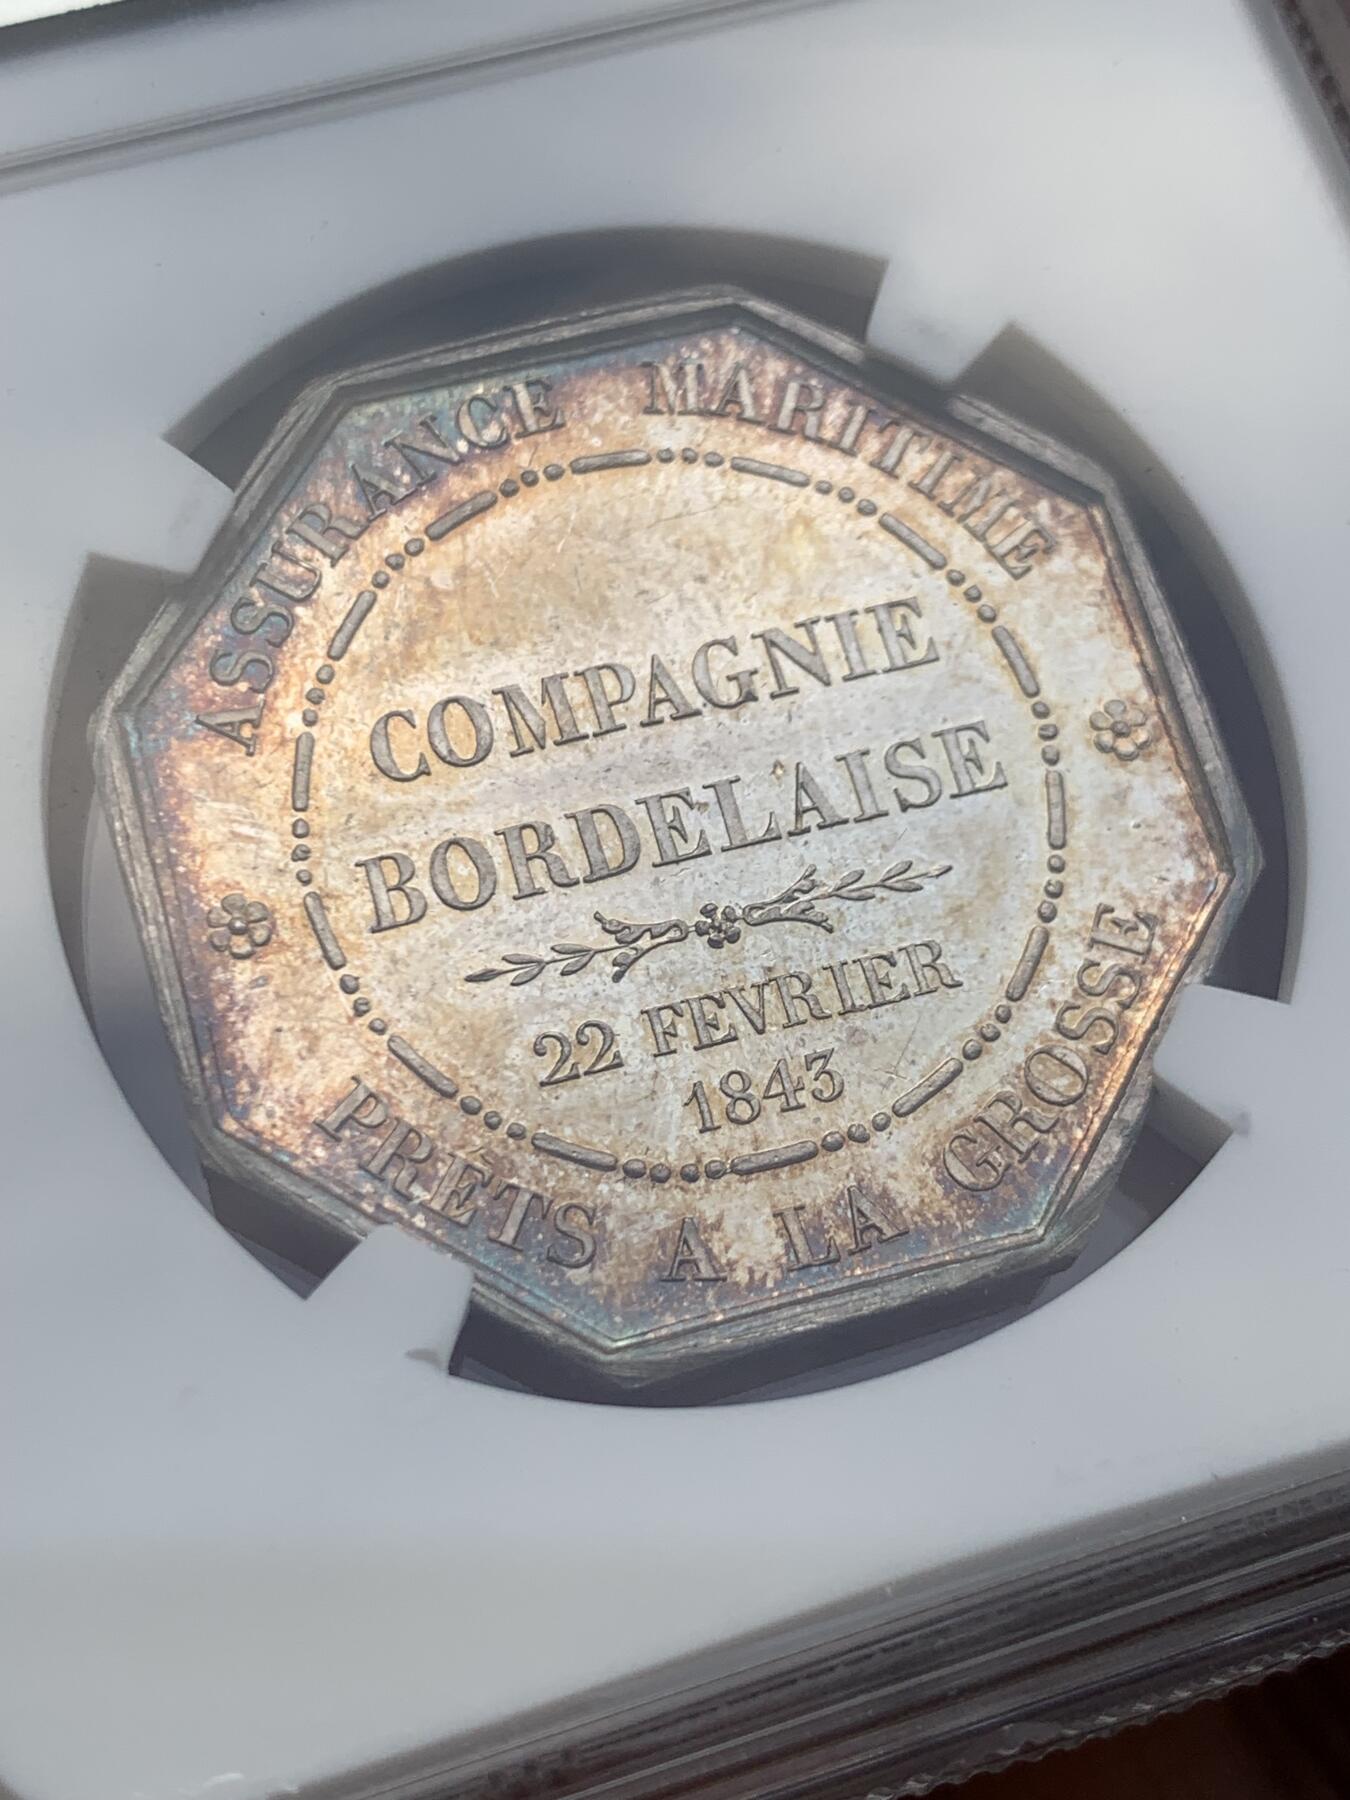 ASSURANCE MARITIME
COMPAGNIE
BORDELAISE
22 FEVRIER
1843
PRÊTS A LA GROSSE